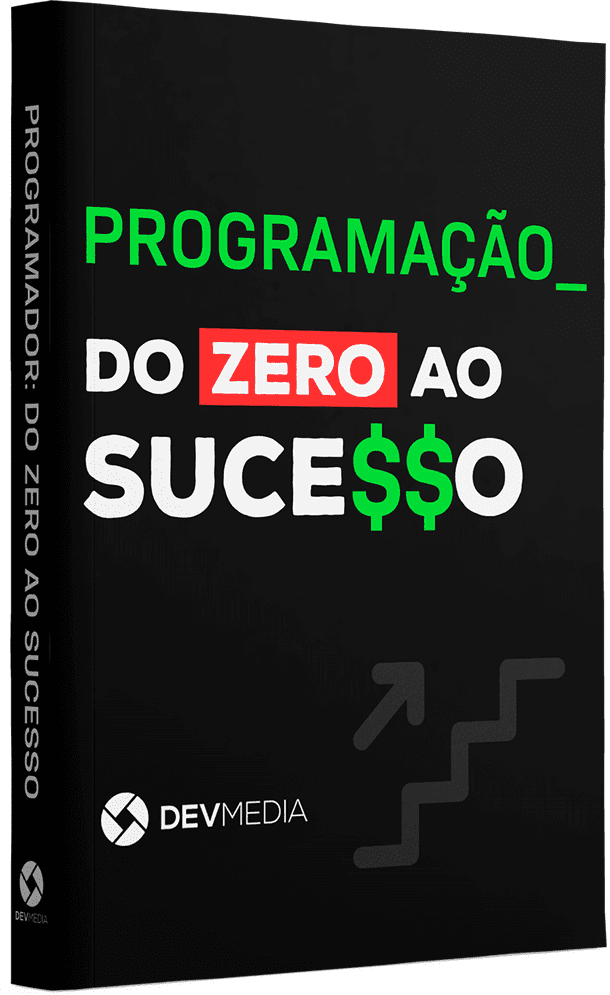 PROGRAMAÇÃO_
DO ZERO AO
SUCE$$O
DEVMEDIA
PROGRAMADOR: DO ZERO AO SUCESSO
DEVMEDIA